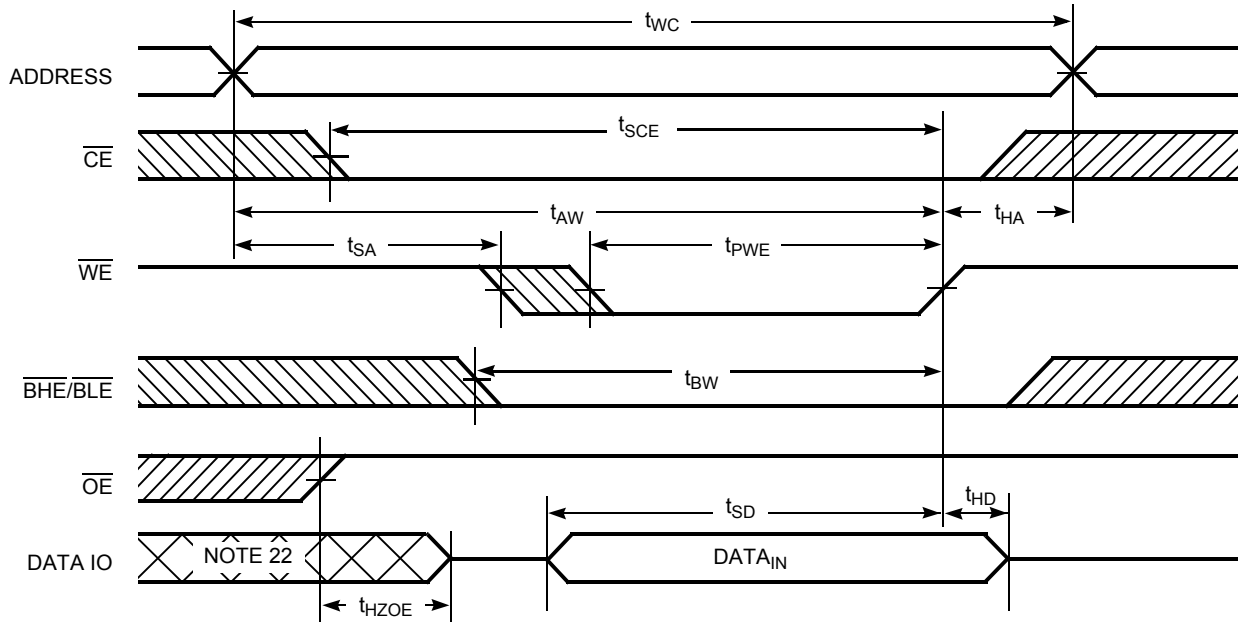 tWC
ADDRESS
tSCE
CE
tAW
tHA
tSA
tPWE
WE
tBW
BHE/BLE
OE
tSD
tHD
DATA IO
NOTE 22
DATAIN
tHZOE